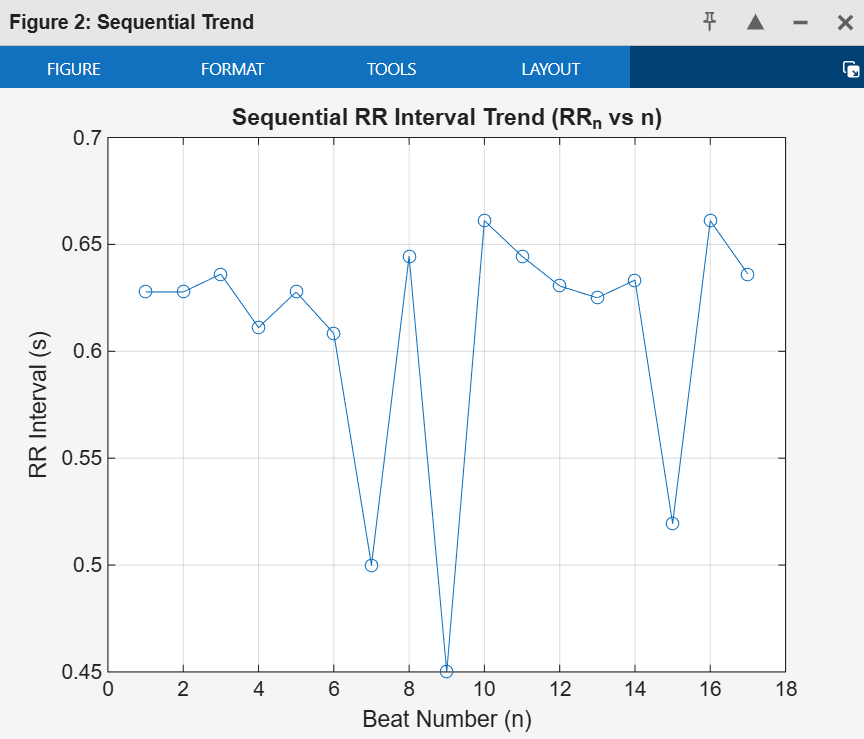 Figure 2: Sequential Trend
FIGURE FORMAT TOOLS LAYOUT
Sequential RR Interval Trend (RRn vs n)
0.7
0.65
0.6
0.55
0.5
0.45
RR Interval (s)
0 2 4 6 8 10 12 14 16 18
Beat Number (n)